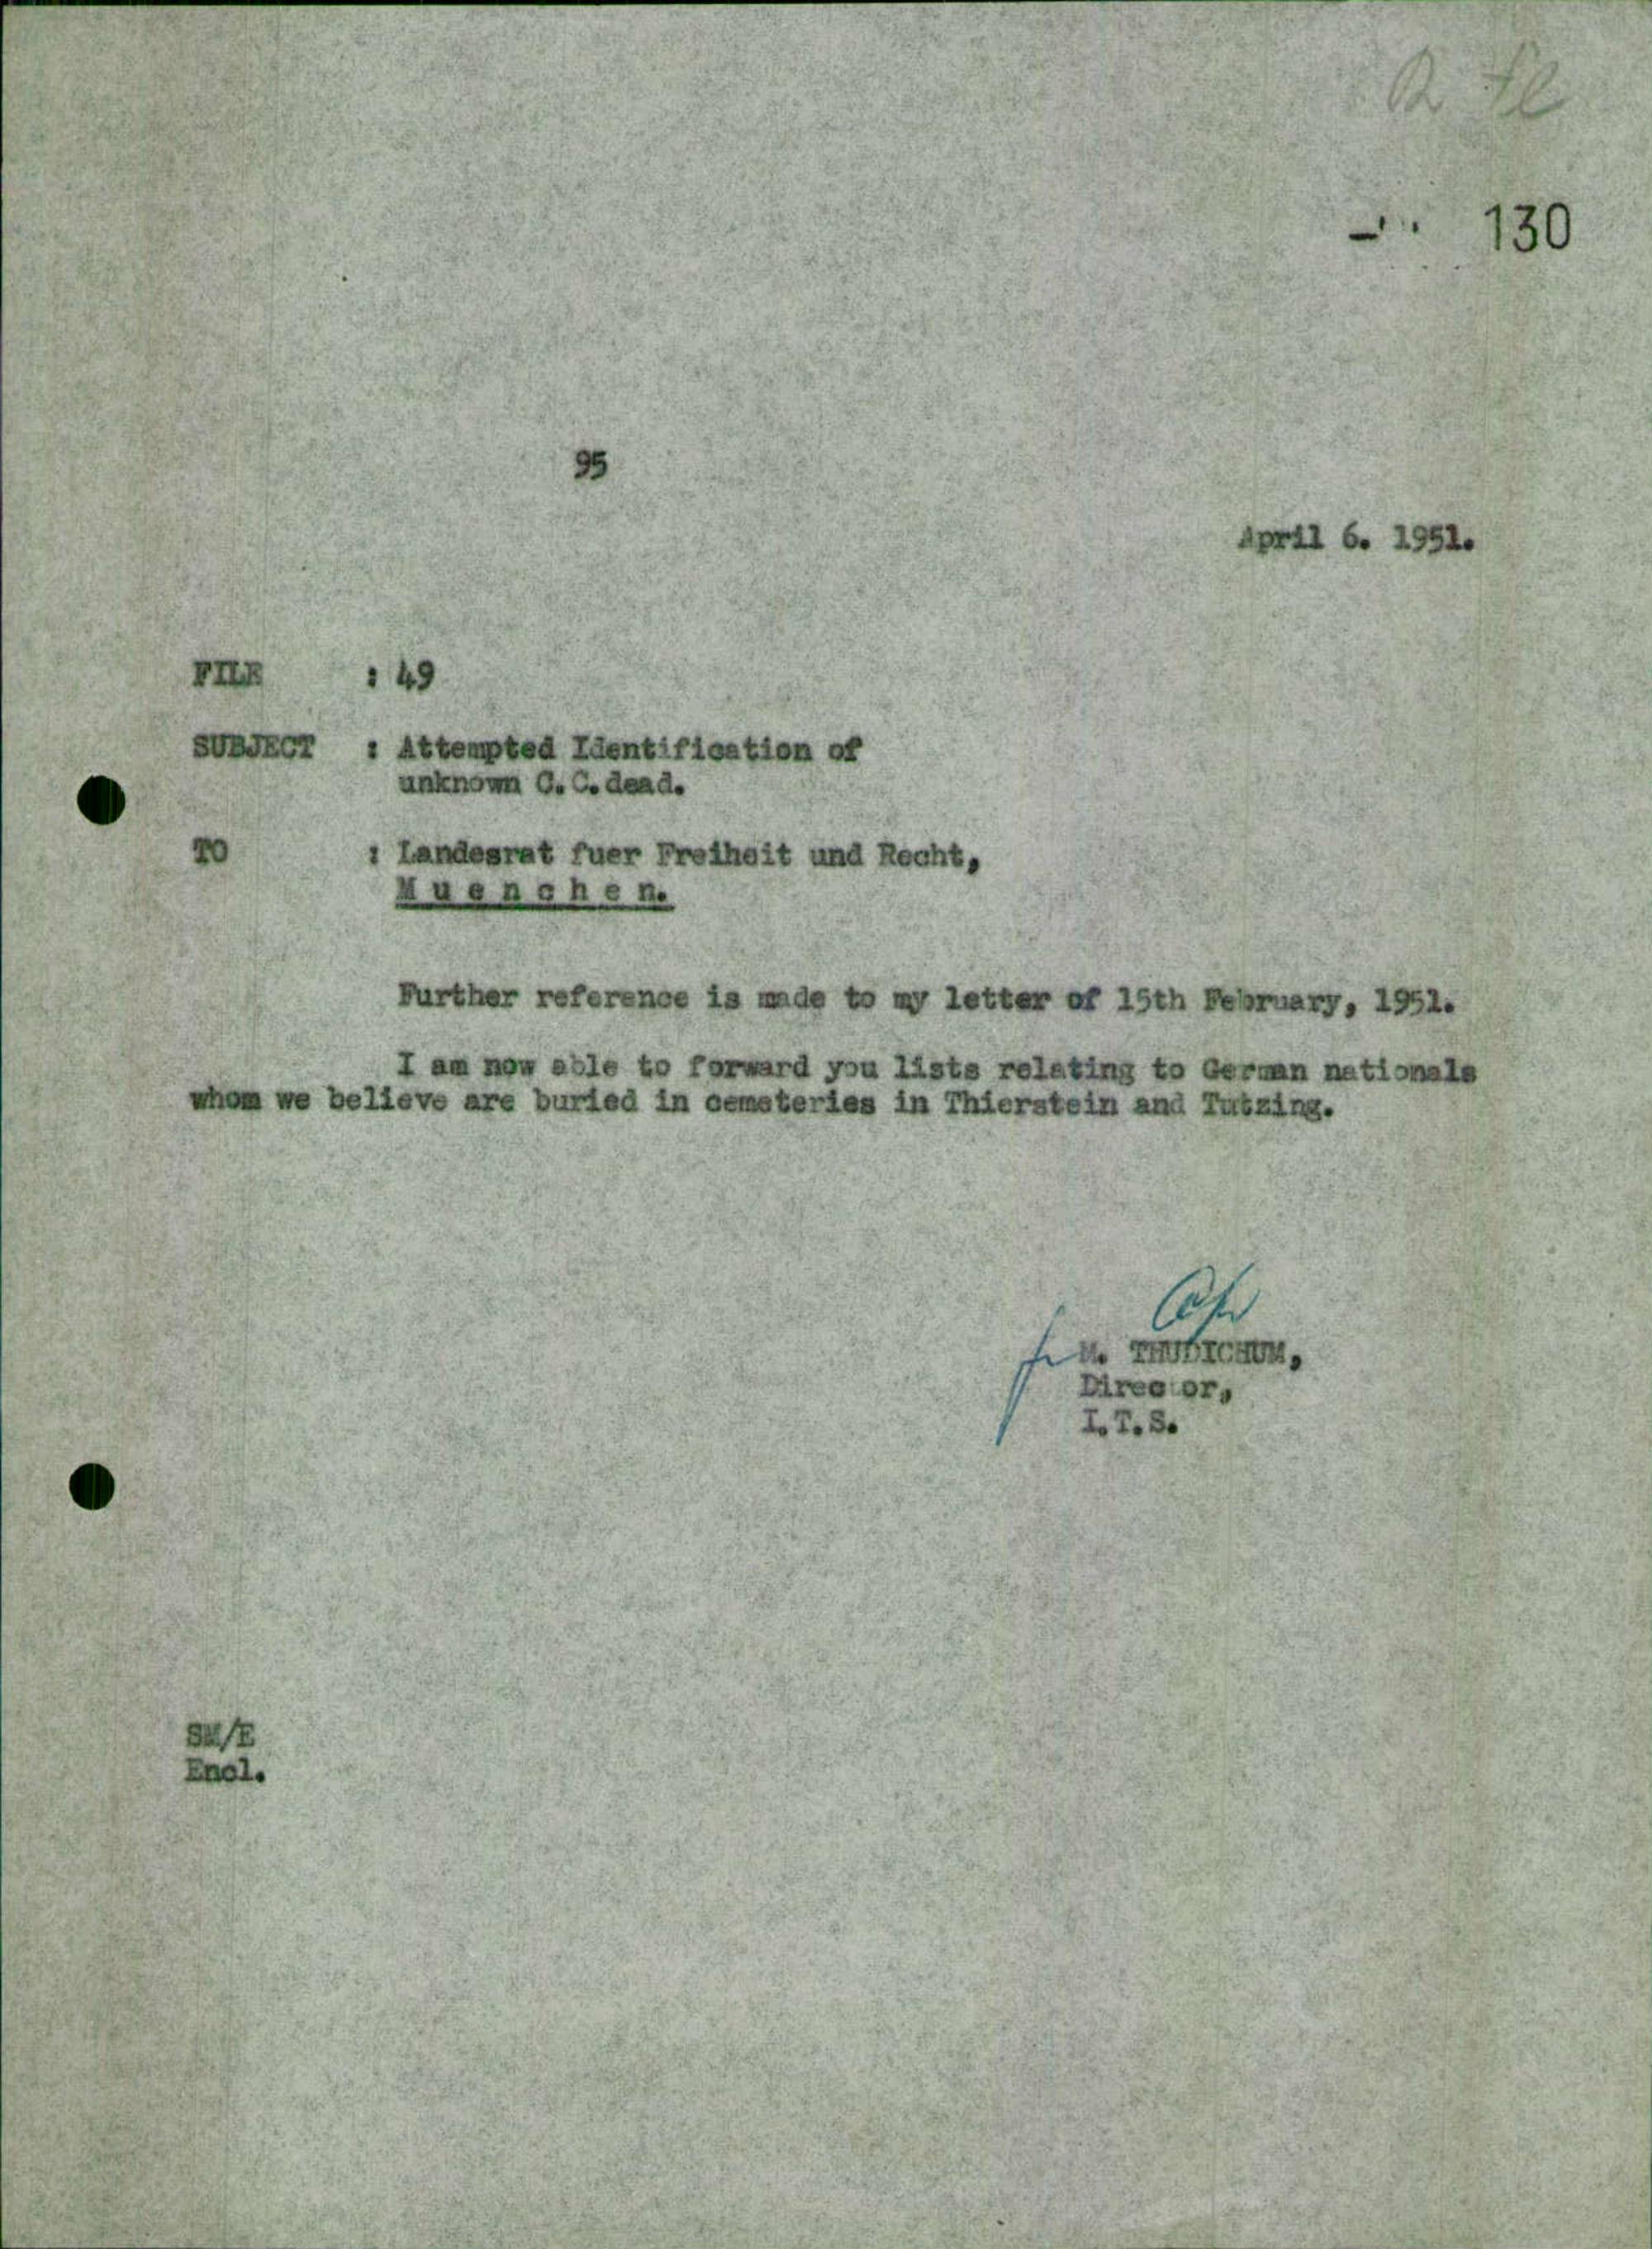 130
95
April 6. 1951.
FILE : 49
SUBJECT : Attempted Identification of
unknown C.C.dead.
TO : Landesrat fuer Freiheit und Recht,
M u e n c h e n.
Further reference is made to my letter of 15th February, 1951.
I am now able to forward you lists relating to German nationals
whom we believe are buried in cemeteries in Thierstein and Tutzing.
M. THUDICHUM,
Director,
I.T.S.
SM/E
Encl.